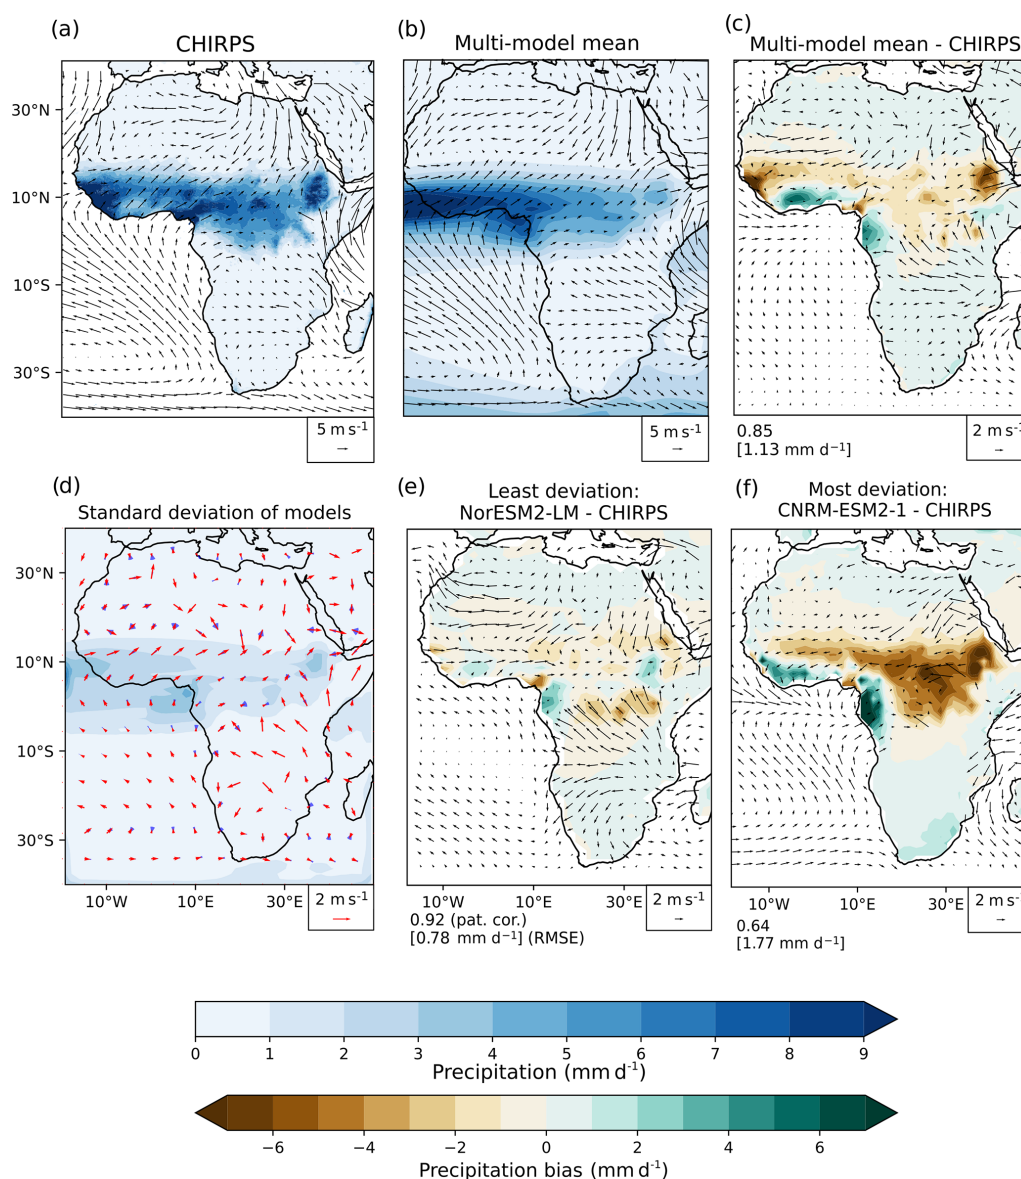 (a)
CHIRPS
(b)
Multi-model mean
(c)
Multi-model mean - CHIRPS
30°N
10°N
10°S
30°S
5 m s⁻¹
5 m s⁻¹
0.85
[1.13 mm d⁻¹]
2 m s⁻¹
(d)
Standard deviation of models
(e)
Least deviation:
NorESM2-LM - CHIRPS
(f)
Most deviation:
CNRM-ESM2-1 - CHIRPS
30°N
10°N
10°S
30°S
10°W 10°E 30°E
2 m s⁻¹
10°W 10°E 30°E
0.92 (pat. cor.)
[0.78 mm d⁻¹] (RMSE)
2 m s⁻¹
10°W 10°E 30°E
0.64
[1.77 mm d⁻¹]
2 m s⁻¹
0 1 2 3 4 5 6 7 8 9
Precipitation (mm d⁻¹)
−6 −4 −2 0 2 4 6
Precipitation bias (mm d⁻¹)